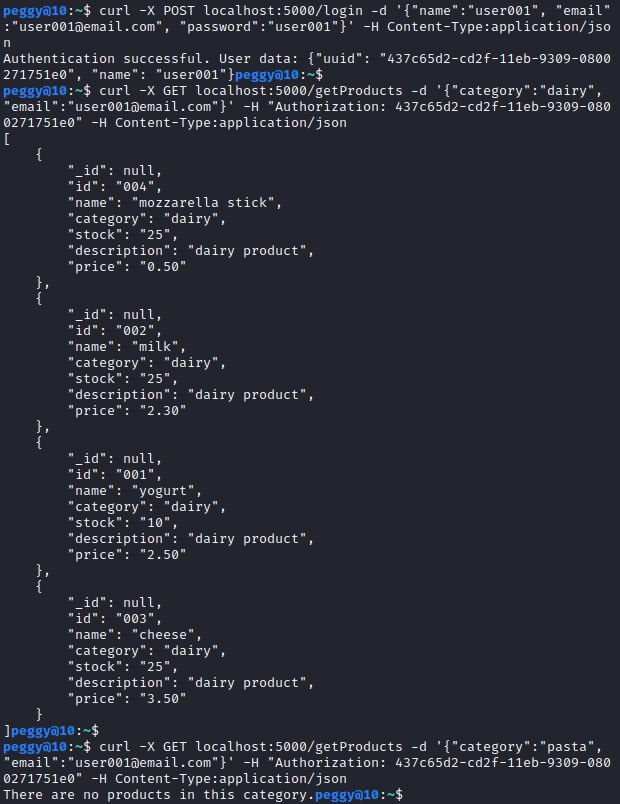 peggy@10:~$ curl -X POST localhost:5000/login -d '{"name":"user001", "email"
:"user001@email.com", "password":"user001"}' -H Content-Type:application/jso
n
Authentication successful. User data: {"uuid": "437c65d2-cd2f-11eb-9309-0800
271751e0", "name": "user001"}peggy@10:~$
peggy@10:~$ curl -X GET localhost:5000/getProducts -d '{"category":"dairy",
"email":"user001@email.com"}' -H "Authorization: 437c65d2-cd2f-11eb-9309-080
0271751e0" -H Content-Type:application/json
[
    {
        "_id": null,
        "id": "004",
        "name": "mozzarella stick",
        "category": "dairy",
        "stock": "25",
        "description": "dairy product",
        "price": "0.50"
    },
    {
        "_id": null,
        "id": "002",
        "name": "milk",
        "category": "dairy",
        "stock": "25",
        "description": "dairy product",
        "price": "2.30"
    },
    {
        "_id": null,
        "id": "001",
        "name": "yogurt",
        "category": "dairy",
        "stock": "10",
        "description": "dairy product",
        "price": "2.50"
    },
    {
        "_id": null,
        "id": "003",
        "name": "cheese",
        "category": "dairy",
        "stock": "25",
        "description": "dairy product",
        "price": "3.50"
    }
]peggy@10:~$
peggy@10:~$ curl -X GET localhost:5000/getProducts -d '{"category":"pasta",
"email":"user001@email.com"}' -H "Authorization: 437c65d2-cd2f-11eb-9309-080
0271751e0" -H Content-Type:application/json
There are no products in this category.peggy@10:~$